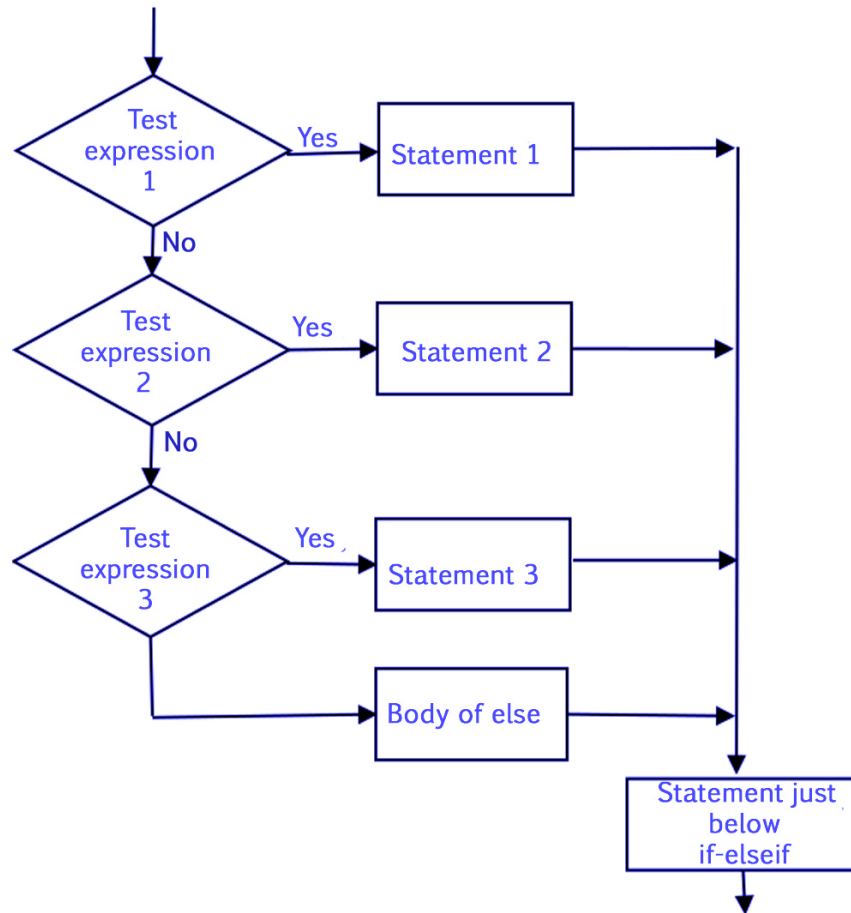 Test
expression
1
Yes
Statement 1
No
Test
expression
2
Yes
Statement 2
No
Test
expression
3
Yes
Statement 3
Body of else
Statement just
below
if-elseif